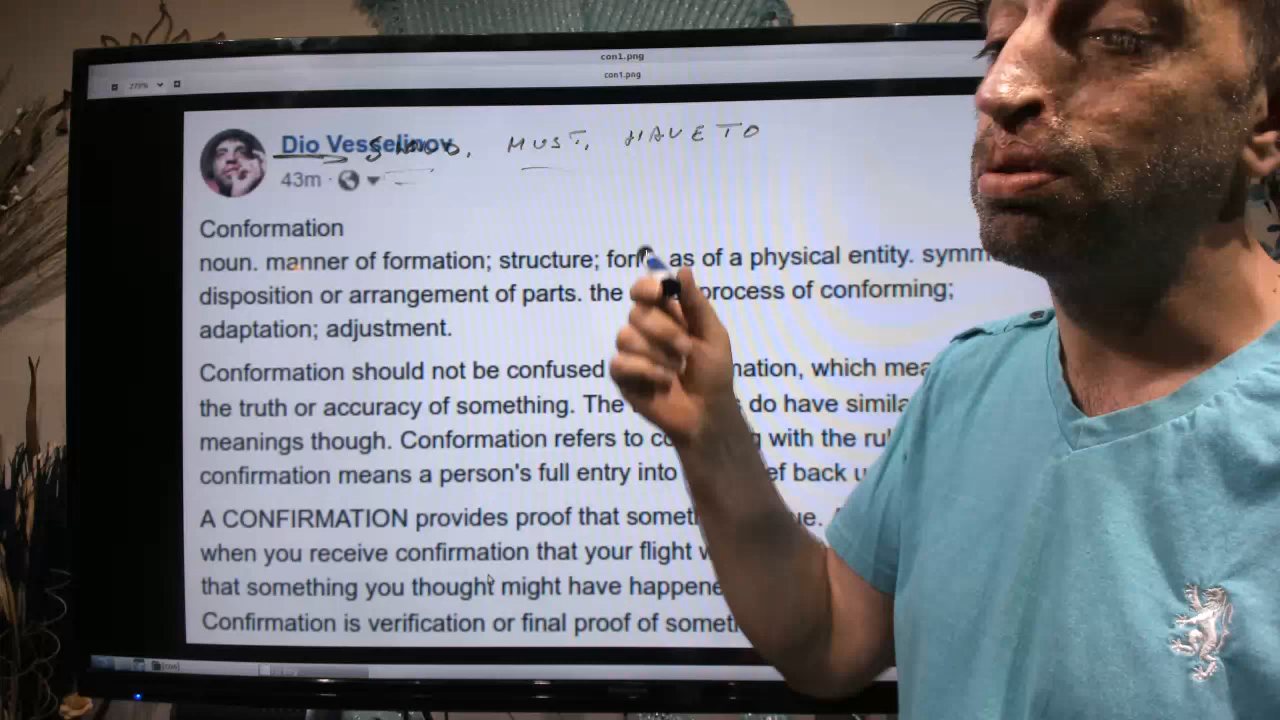 con1.png
con1.png
279%
Dio Vesselinov
MUST, HAVE TO
43m
Conformation
noun. manner of formation; structure; form as of a physical entity. symm
disposition or arrangement of parts. the process of conforming;
adaptation; adjustment.
Conformation should not be confused mation, which mea
the truth or accuracy of something. The do have simila
meanings though. Conformation refers to co with the rul
confirmation means a person's full entry into ef back u
A CONFIRMATION provides proof that someth ue. A
when you receive confirmation that your flight w
that something you thought might have happene
Confirmation is verification or final proof of someth